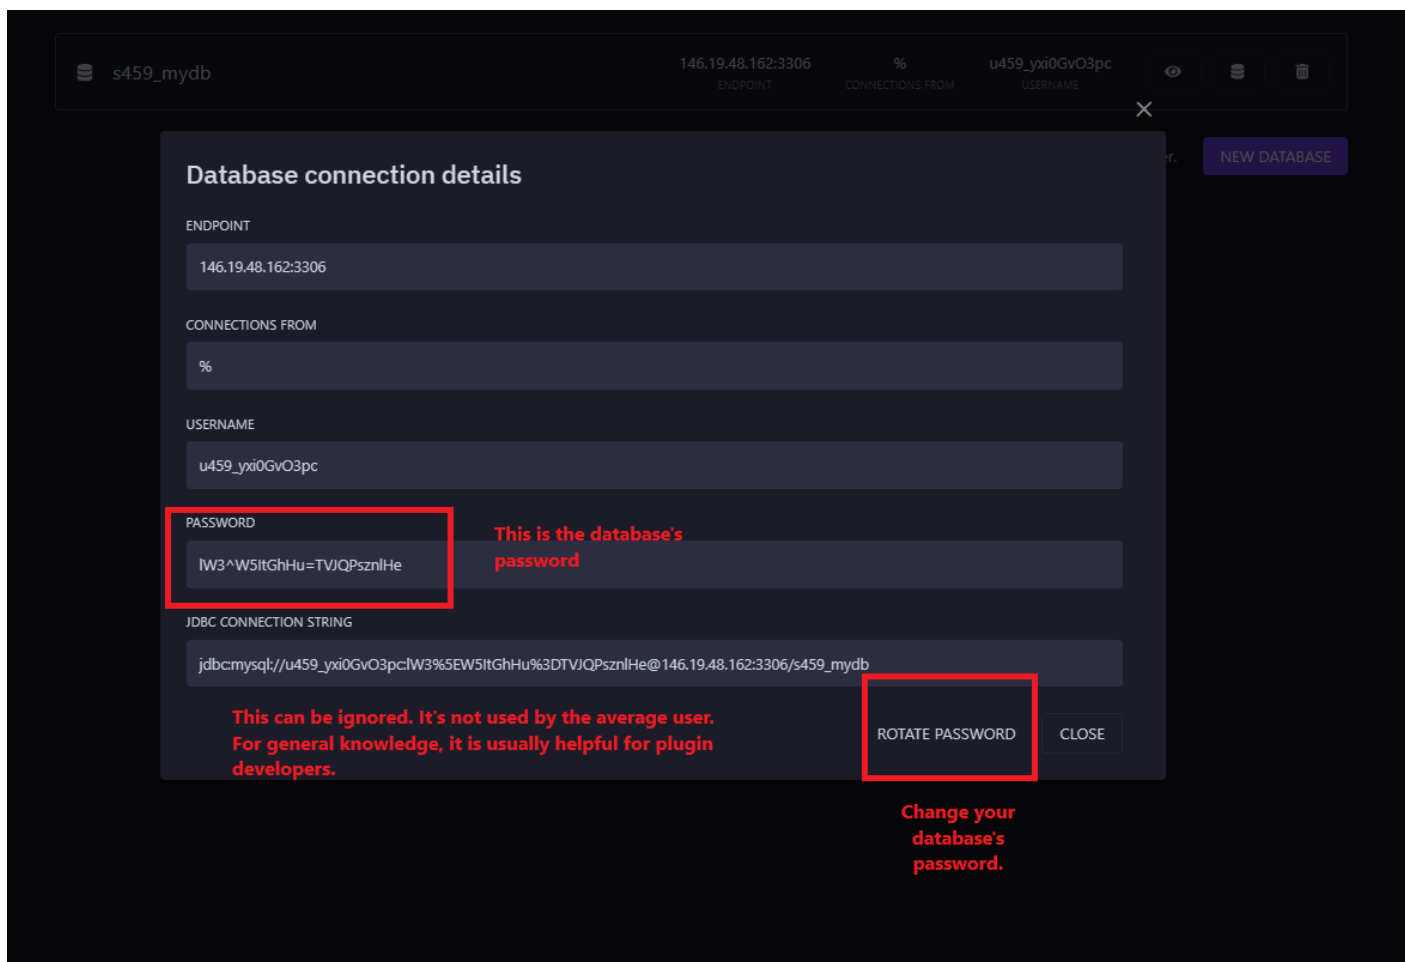 s459_mydb
146.19.48.162:3306
ENDPOINT
%
CONNECTIONS FROM
u459_yxi0GvO3pc
USERNAME
er.
NEW DATABASE
Database connection details
ENDPOINT
146.19.48.162:3306
CONNECTIONS FROM
%
USERNAME
u459_yxi0GvO3pc
PASSWORD
lW3^W5ItGhHu=TVJQPsznlHe
This is the database's
password
JDBC CONNECTION STRING
jdbc:mysql://u459_yxi0GvO3pc:lW3%5EW5ItGhHu%3DTVJQPsznlHe@146.19.48.162:3306/s459_mydb
This can be ignored. It's not used by the average user.
For general knowledge, it is usually helpful for plugin
developers.
ROTATE PASSWORD
CLOSE
Change your
database's
password.